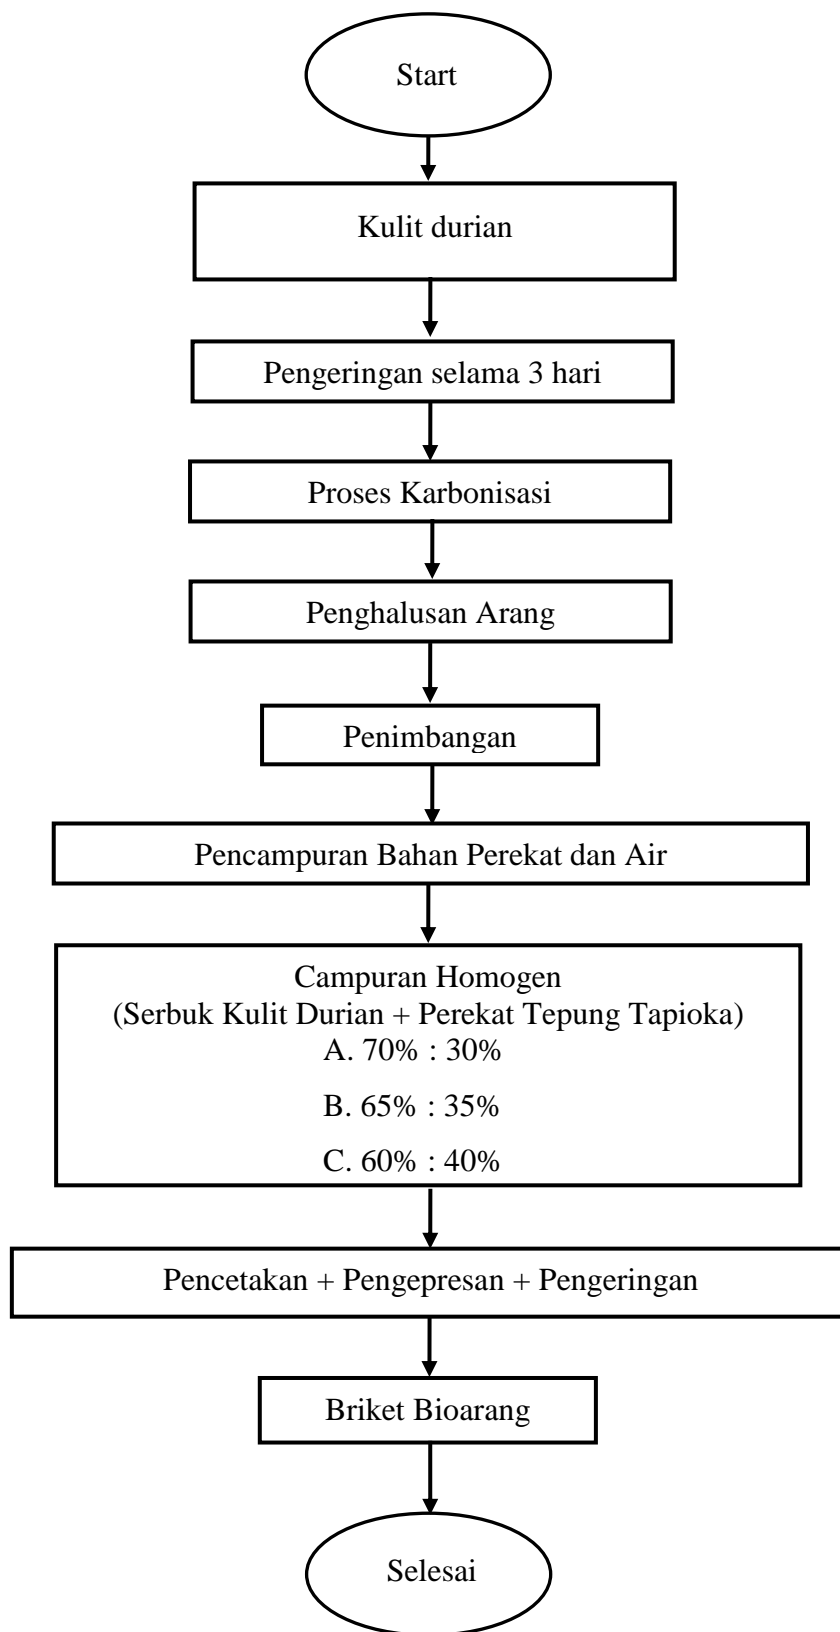 Start
Kulit durian
Pengeringan selama 3 hari
Proses Karbonisasi
Penghalusan Arang
Penimbangan
Pencampuran Bahan Perekat dan Air
Campuran Homogen
(Serbuk Kulit Durian + Perekat Tepung Tapioka)
A. 70% : 30%
B. 65% : 35%
C. 60% : 40%
Pencetakan + Pengepresan + Pengeringan
Briket Bioarang
Selesai